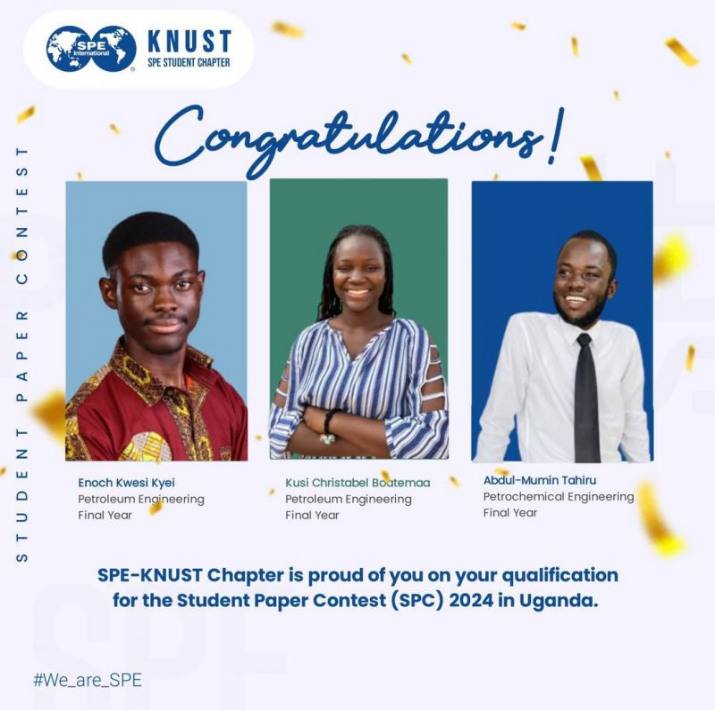 SPE
International
KNUST
SPE STUDENT CHAPTER
Congratulations!
STUDENT PAPER CONTEST
Enoch Kwesi Kyei
Petroleum Engineering
Final Year
Kusi Christabel Boatemaa
Petroleum Engineering
Final Year
Abdul-Mumin Tahiru
Petrochemical Engineering
Final Year
SPE-KNUST Chapter is proud of you on your qualification
for the Student Paper Contest (SPC) 2024 in Uganda.
#We_are_SPE